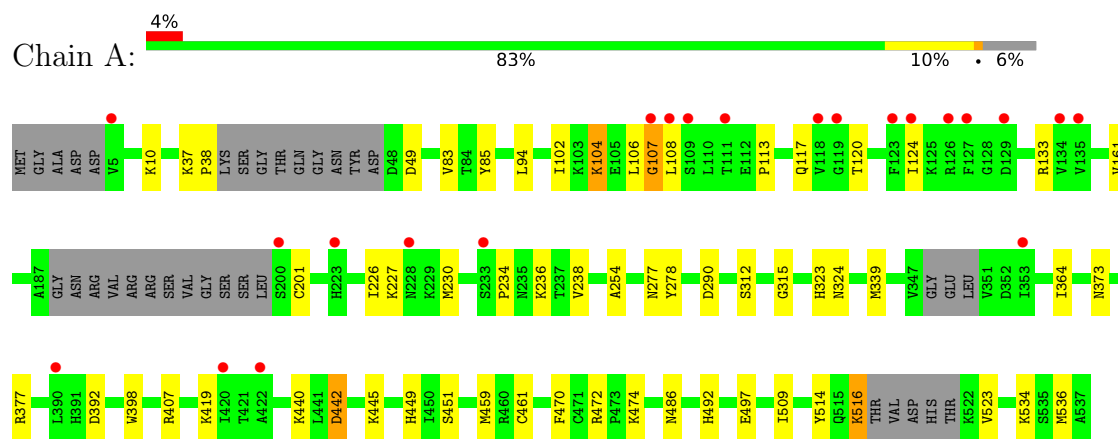 4%
Chain A:
83% 10% • 6%
MET GLY ALA ASP ASP V5 K10 K37 P38 LYS SER GLY THR GLN GLY ASN TYR ASP D48 D49 V83 T84 Y85 L94 I102 K103 K104 E105 L106 G107 L108 S109 L110 T111 E112 P113 Q117 V118 G119 T120 F123 I124 K125 R126 F127 G128 D129 R133 V134 V135 V161
A187 GLY ASN ARG VAL ARG ARG SER VAL GLY SER SER LEU S200 C201 H223 I226 K227 N228 K229 M230 S233 P234 N235 K236 T237 V238 A254 N277 Y278 D290 S312 G315 H323 N324 M339 V347 GLY GLU LEU V351 D352 I353 I364 N373
R377 L390 H391 D392 W398 R407 K419 I420 T421 A422 K440 L441 D442 K445 H449 I450 S451 M459 R460 C461 F470 C471 R472 P473 K474 N486 H492 E497 I509 Y514 Q515 K516 THR VAL ASP HIS THR K522 V523 K534 S535 M536 A537